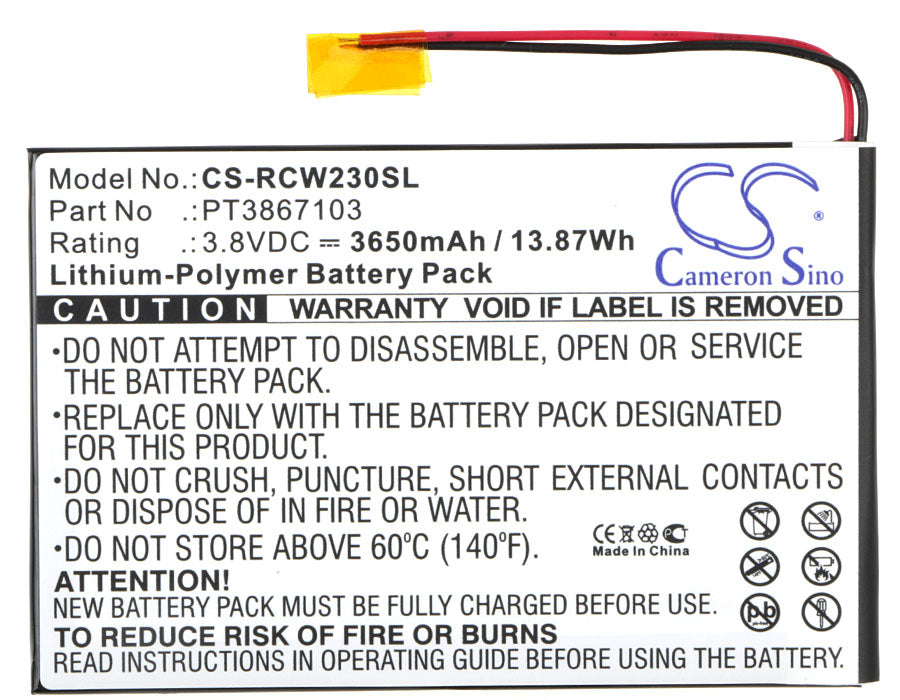 Model No.: CS-RCW230SL
Part No .: PT3867103
Rating .: 3.8VDC ⎓ 3650mAh / 13.87Wh
Lithium-Polymer Battery Pack
CS ®
Cameron Sino
CAUTION WARRANTY VOID IF LABEL IS REMOVED
•DO NOT ATTEMPT TO DISASSEMBLE, OPEN OR SERVICE
THE BATTERY PACK.
•REPLACE ONLY WITH THE BATTERY PACK DESIGNATED
FOR THIS PRODUCT.
•DO NOT CRUSH, PUNCTURE, SHORT EXTERNAL CONTACTS
OR DISPOSE OF IN FIRE OR WATER.
•DO NOT STORE ABOVE 60°C (140°F).
CE
Made In China
ATTENTION!
NEW BATTERY PACK MUST BE FULLY CHARGED BEFORE USE.
TO REDUCE RISK OF FIRE OR BURNS
READ INSTRUCTIONS IN OPERATING GUIDE BEFORE USING THE BATTERY.
pb